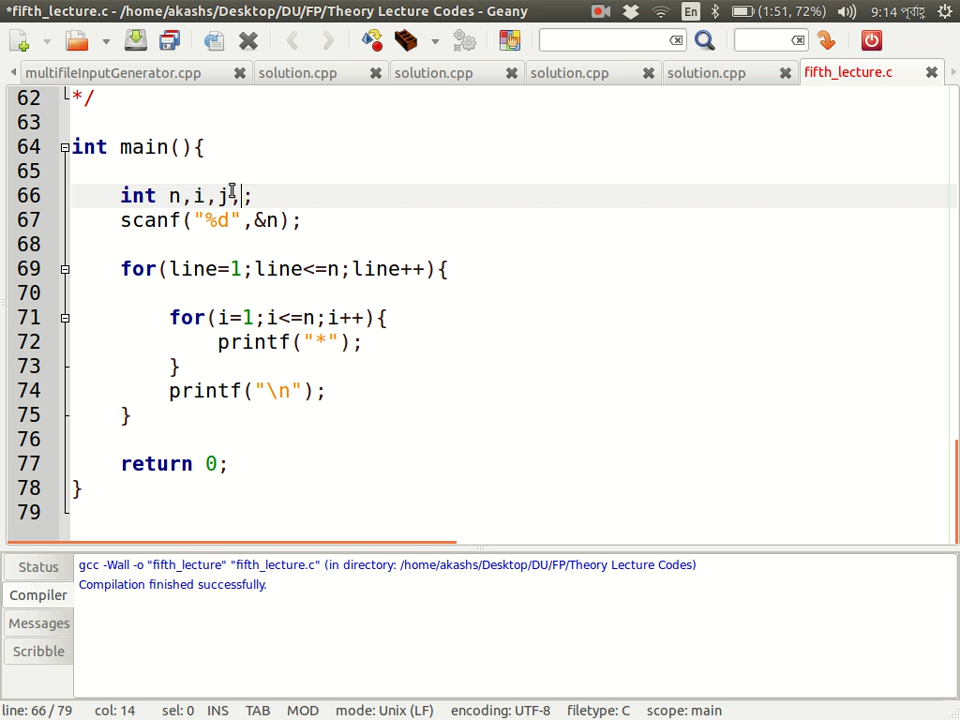 *fifth_lecture.c - /home/akashs/Desktop/DU/FP/Theory Lecture Codes) - Geany
En
(1:51, 72%)
9:14 পূর্বাহ্ণ
multifileInputGenerator.cpp
solution.cpp
solution.cpp
solution.cpp
solution.cpp
fifth_lecture.c
62 */
63
64 int main(){
65
66 int n,i,j,;
67 scanf("%d",&n);
68
69 for(line=1;line<=n;line++){
70
71 for(i=1;i<=n;i++){
72 printf("*");
73 }
74 printf("\n");
75 }
76
77 return 0;
78 }
79
Status
Compiler
Messages
Scribble
gcc -Wall -o "fifth_lecture" "fifth_lecture.c" (in directory: /home/akashs/Desktop/DU/FP/Theory Lecture Codes)
Compilation finished successfully.
line: 66 / 79 col: 14 sel: 0 INS TAB MOD mode: Unix (LF) encoding: UTF-8 filetype: C scope: main